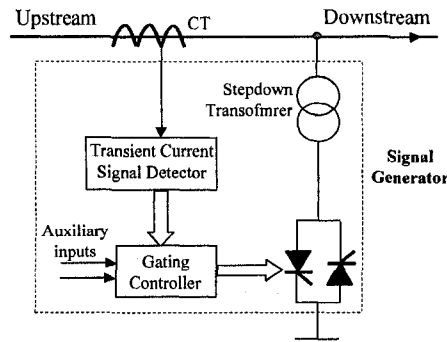 Upstream
CT
Downstream
Stepdown
Transofmrer
Transient Current
Signal Detector
Signal
Generator
Auxiliary
inputs
Gating
Controller